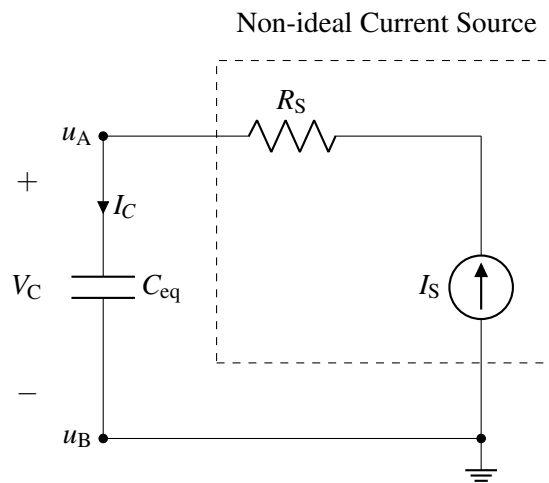 Non-ideal Current Source
R_S
u_A
+
I_C
V_C
C_eq
I_S
−
u_B